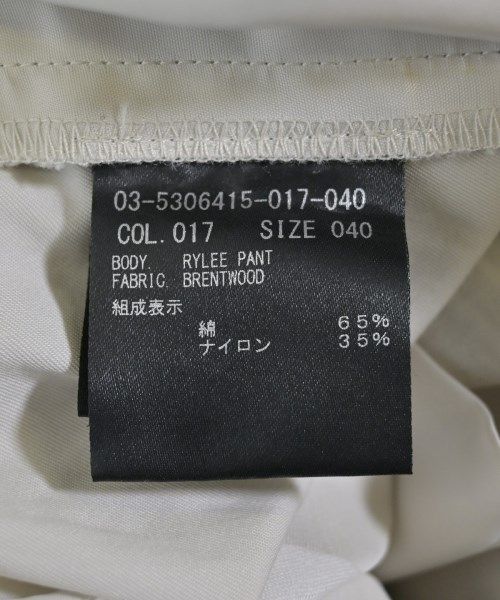 03-5306415-017-040
COL. 017 SIZE 040
BODY. RYLEE PANT
FABRIC. BRENTWOOD
組成表示
綿 65%
ナイロン 35%